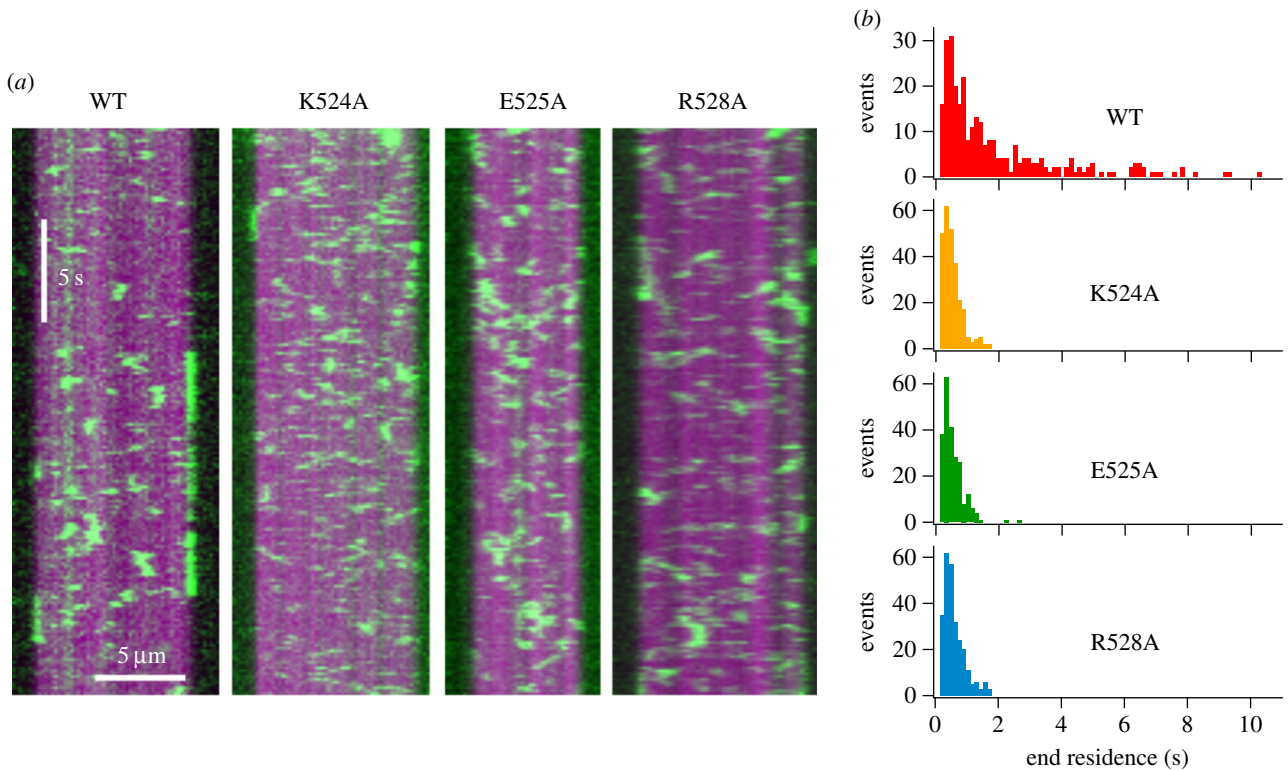 (a)
WT K524A E525A R528A
5 s
5 µm
(b)
30
20
10
0
events
WT
60
40
20
0
events
K524A
60
40
20
0
events
E525A
60
40
20
0
events
R528A
0 2 4 6 8 10
end residence (s)